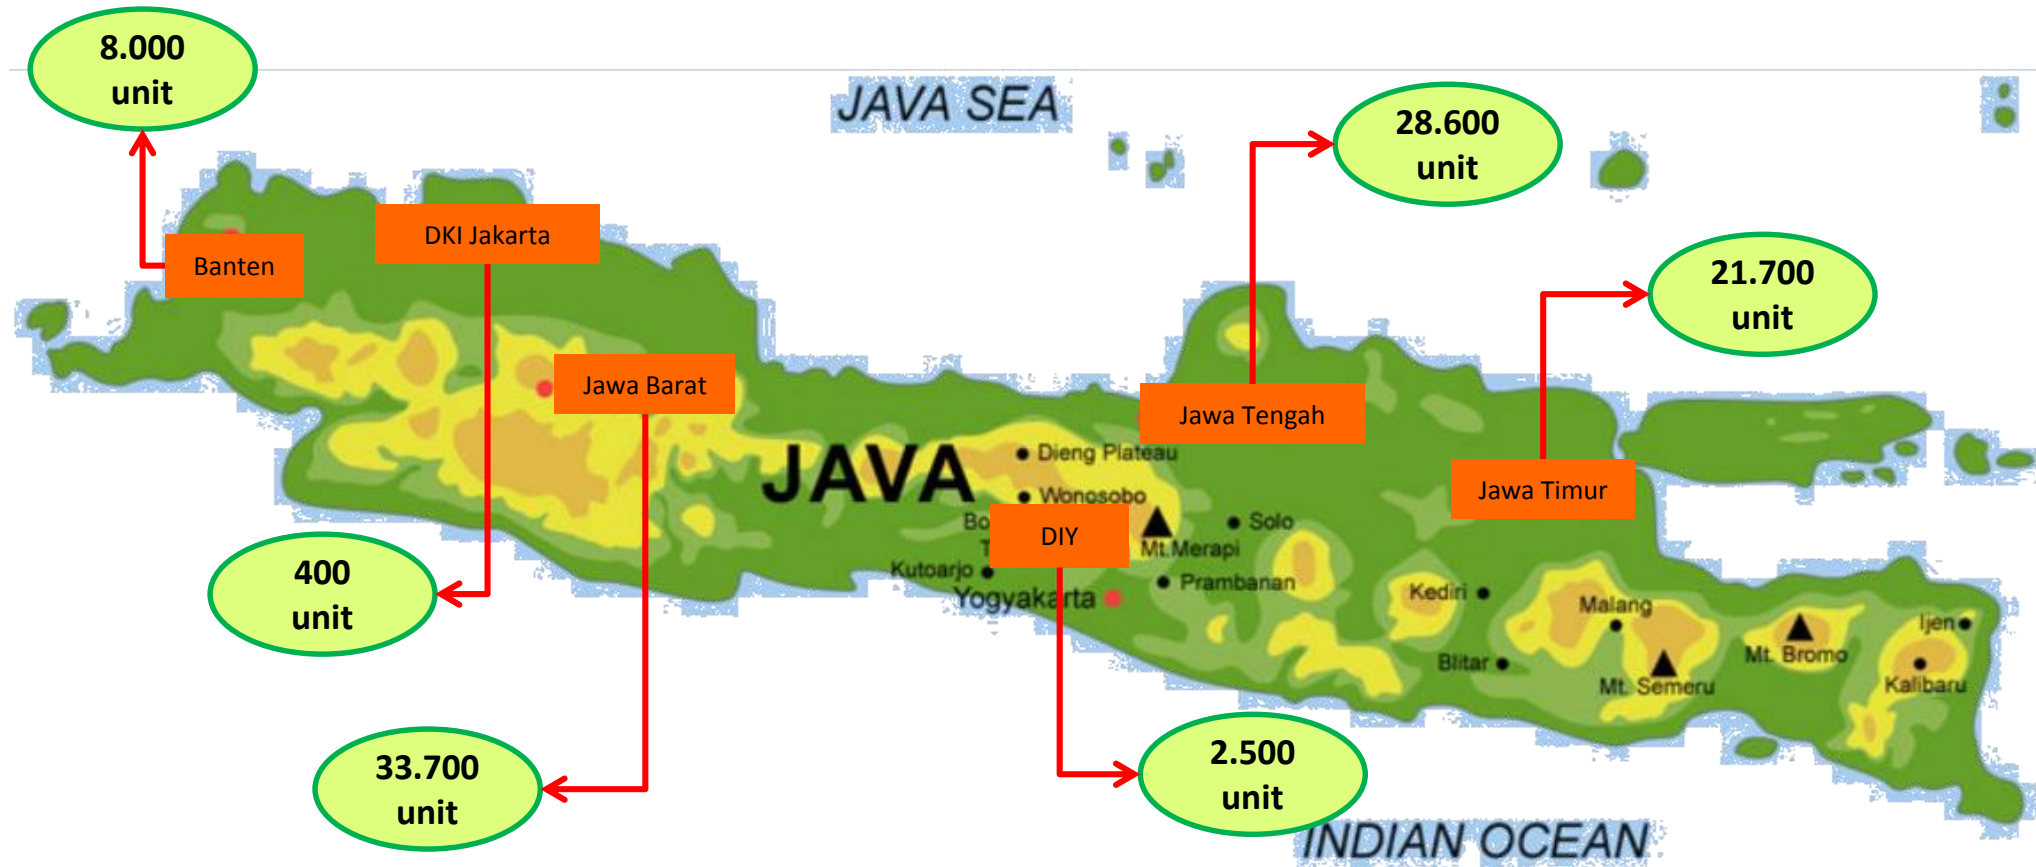 8.000
unit
JAVA SEA
28.600
unit
DKI Jakarta
Banten
21.700
unit
Jawa Barat
Jawa Tengah
JAVA
Dieng Plateau
Wonosobo
Jawa Timur
Solo
DIY
Mt.Merapi
Kutoarjo
Prambanan
Yogyakarta
400
unit
Kediri
Malang
Ijen
Blitar
Mt. Bromo
Mt. Semeru
Kalibaru
33.700
unit
2.500
unit
INDIAN OCEAN